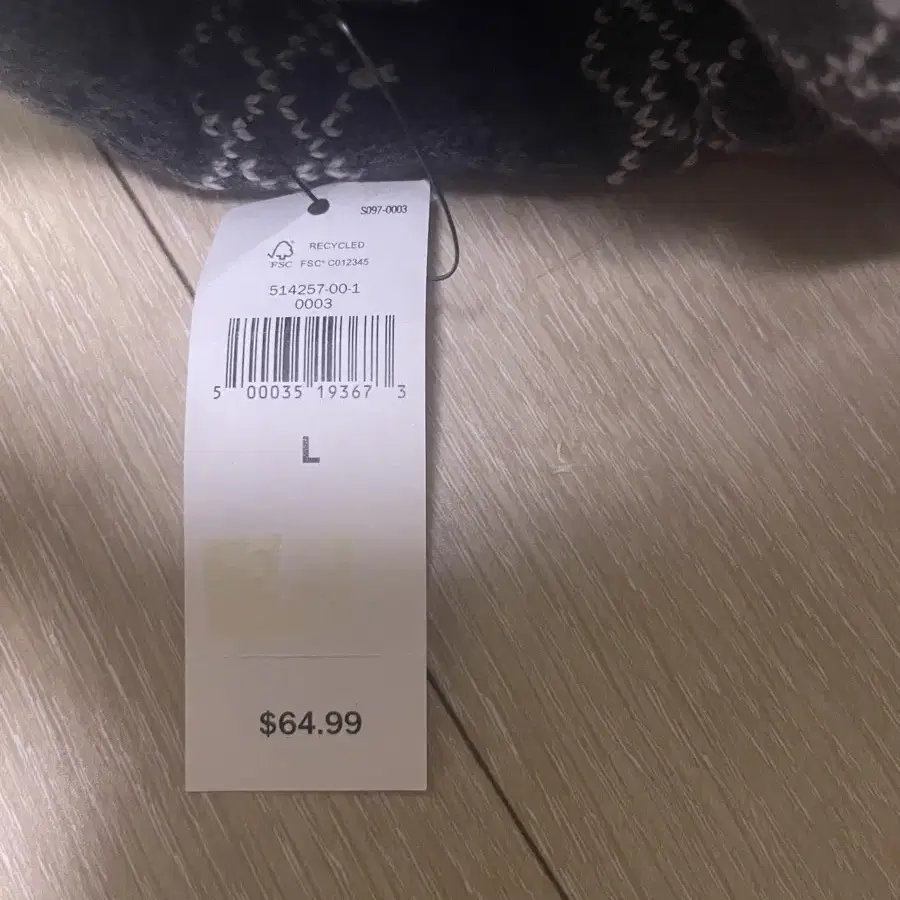 S097-0003
RECYCLED
FSC FSC® C012345
514257-00-1
0003
5 00035 19367 3
L
$64.99